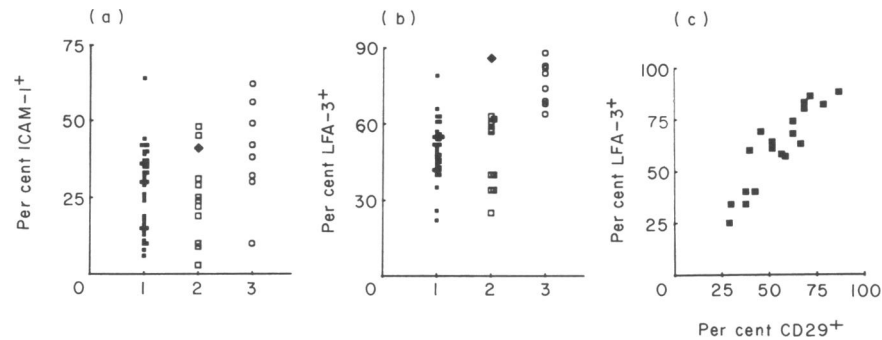 (a)
75
50
25
0
1 2 3
Per cent ICAM-1+
(b)
90
60
30
0
1 2 3
Per cent LFA-3+
(c)
100
75
50
25
0
25 50 75 100
Per cent LFA-3+
Per cent CD29+